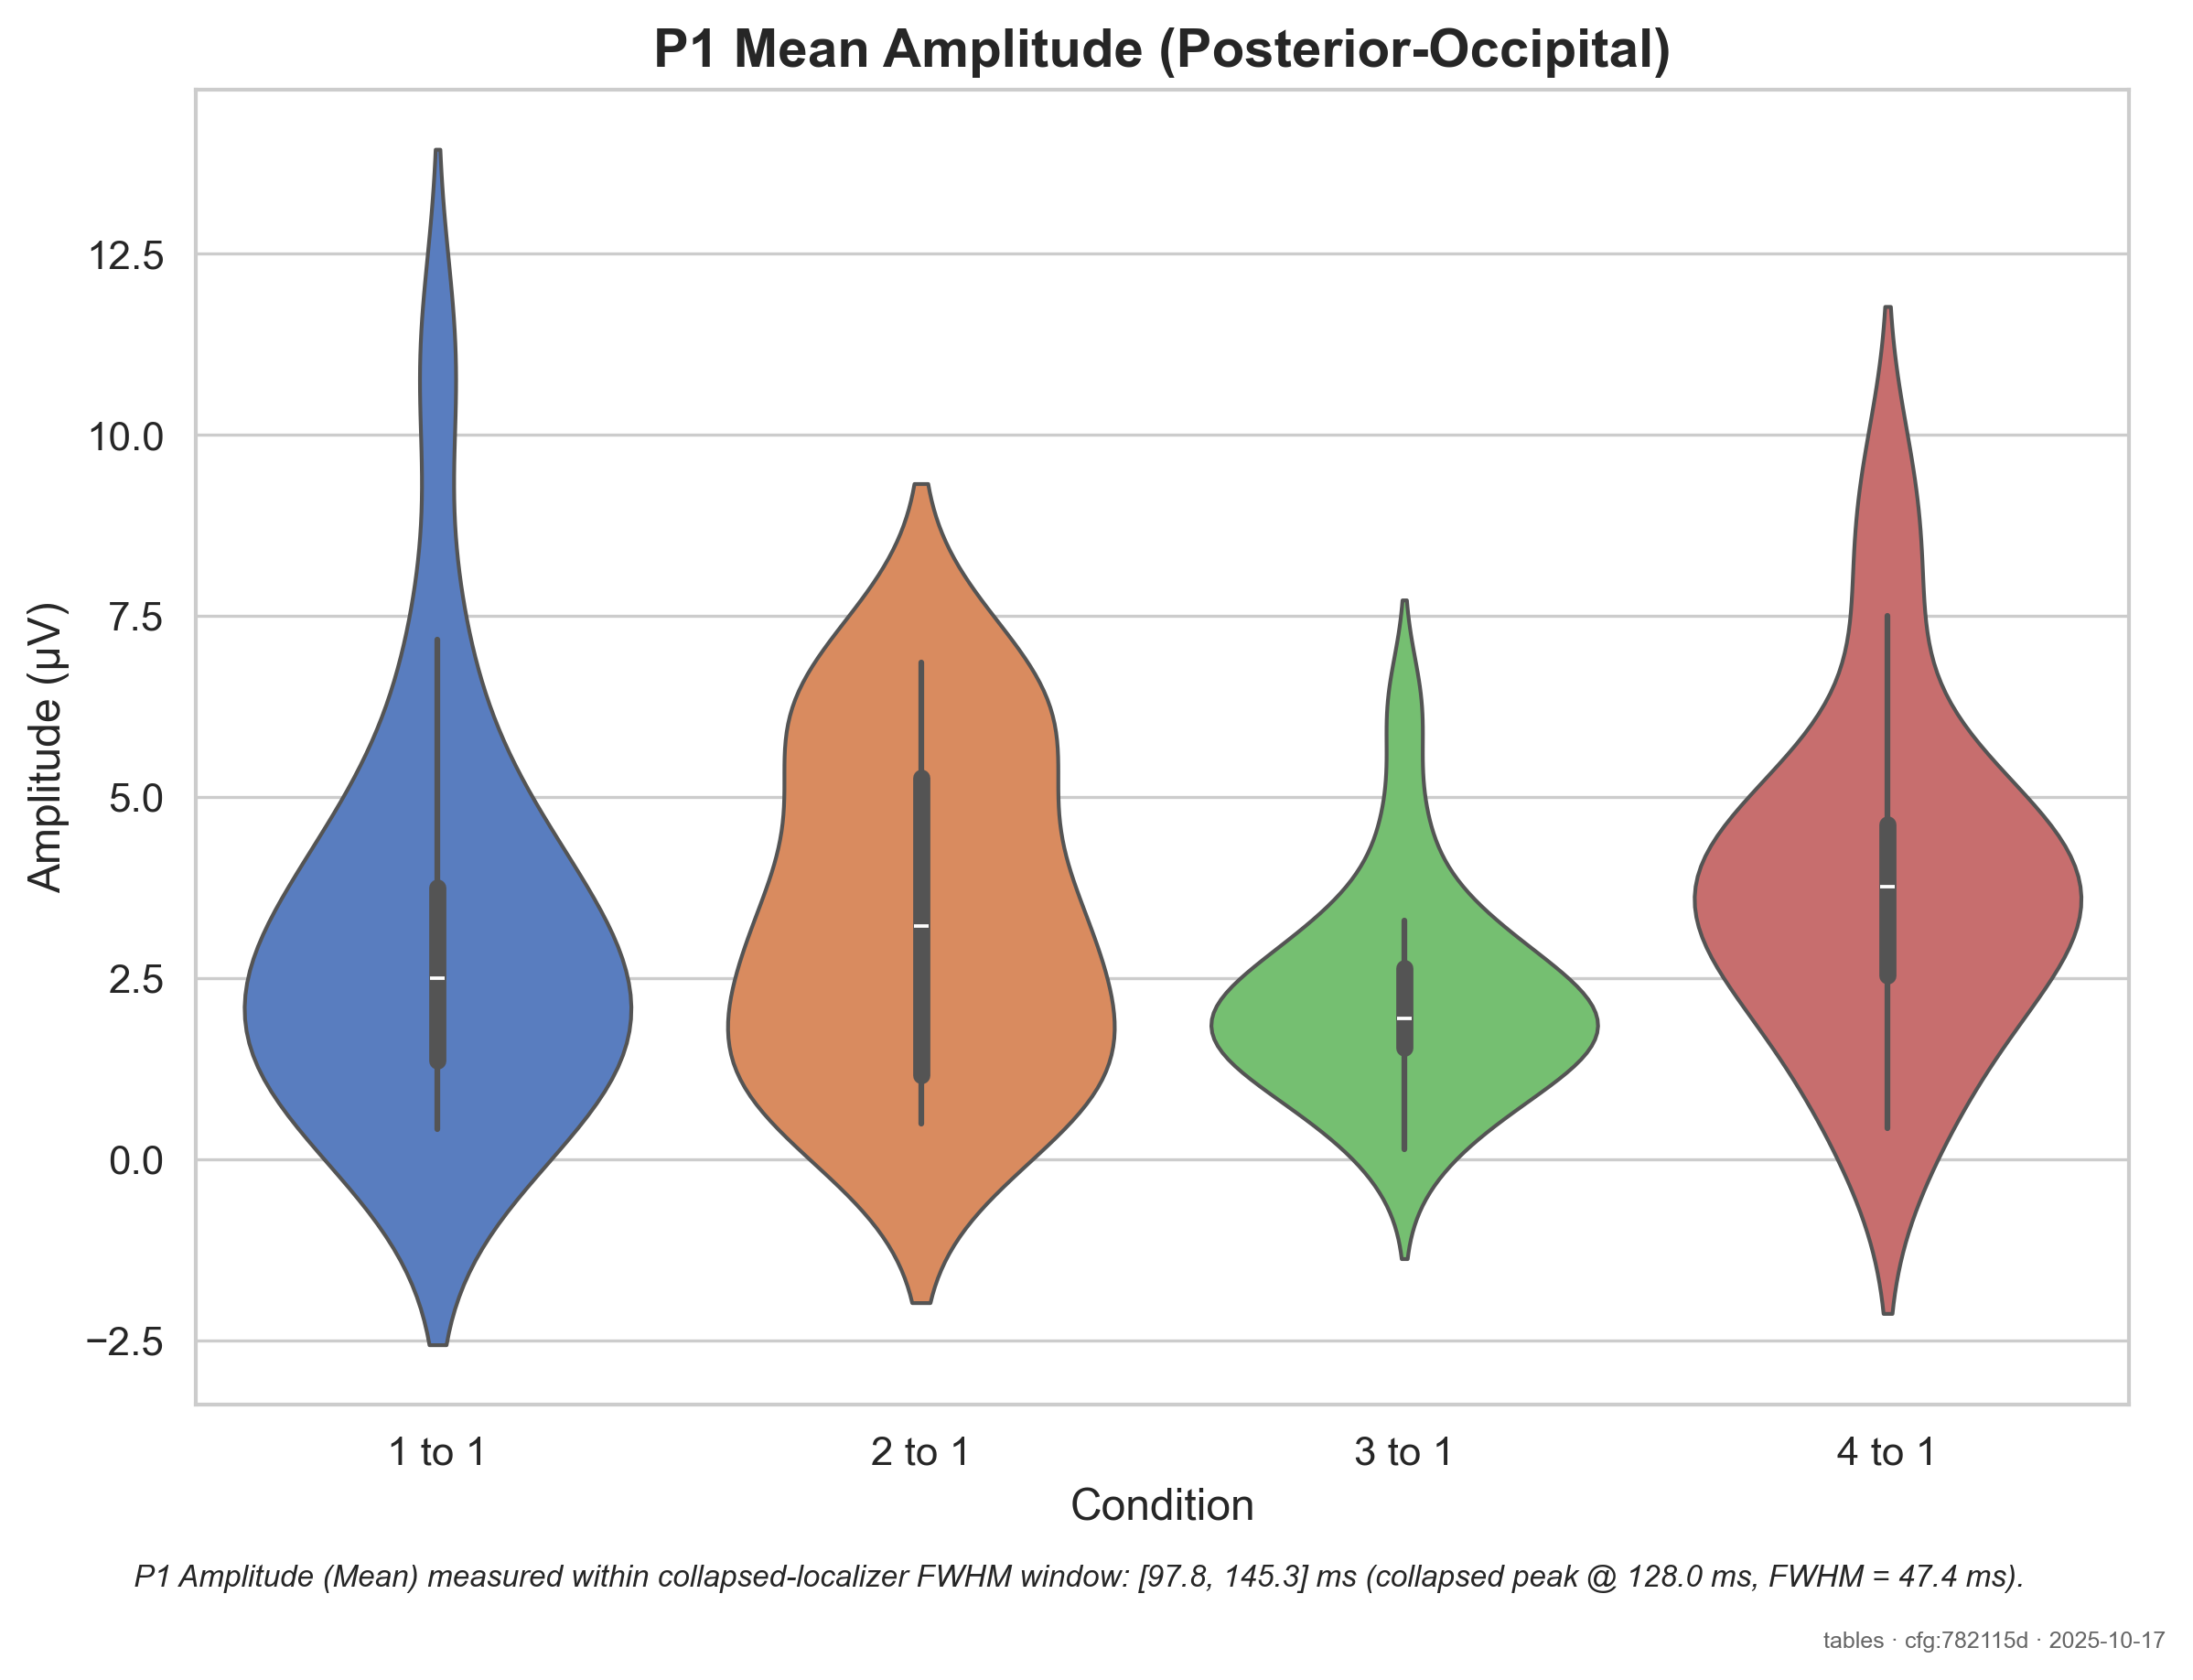 P1 Mean Amplitude (Posterior-Occipital)
Amplitude (µV)
12.5
10.0
7.5
5.0
2.5
0.0
−2.5
1 to 1
2 to 1
3 to 1
4 to 1
Condition
P1 Amplitude (Mean) measured within collapsed-localizer FWHM window: [97.8, 145.3] ms (collapsed peak @ 128.0 ms, FWHM = 47.4 ms).
tables · cfg:782115d · 2025-10-17